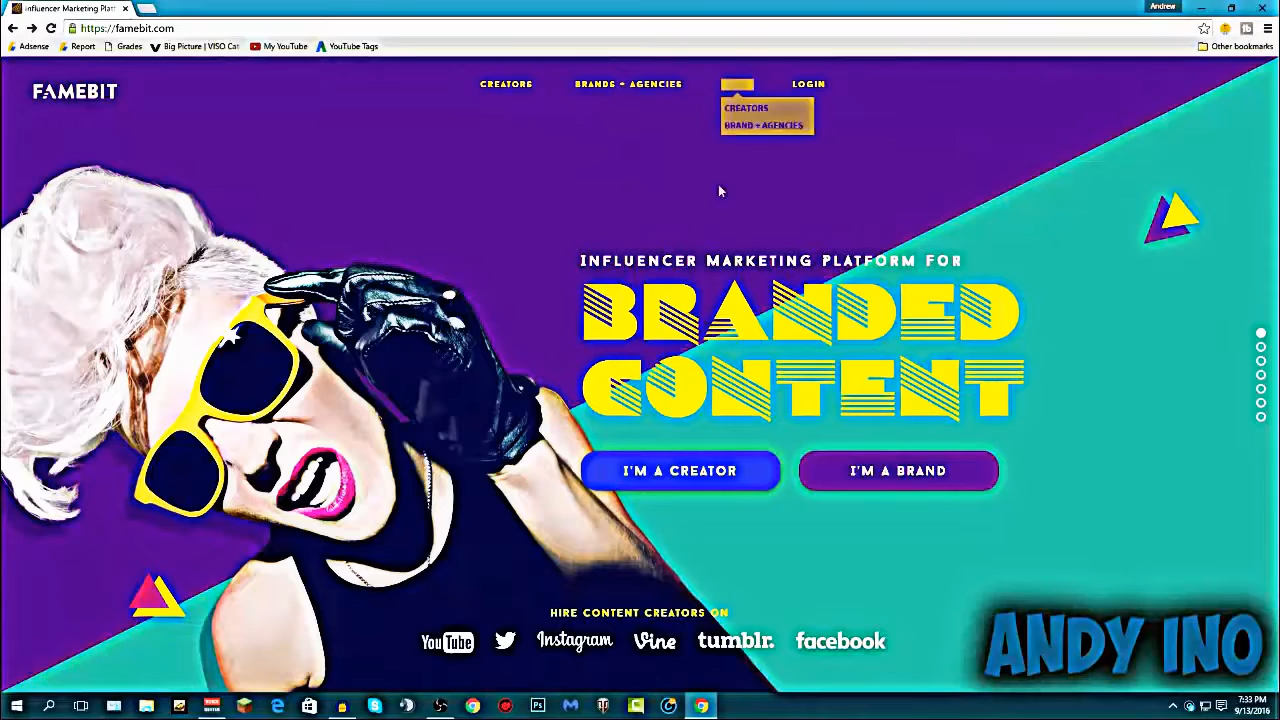 Influencer Marketing Platf
Andrew
https://famebit.com
Adsense
Report
Grades
Big Picture | VISO Cat
My YouTube
YouTube Tags
Other bookmarks
FAMEBIT
CREATORS
BRANDS + AGENCIES
LOGIN
CREATORS
BRAND + AGENCIES
INFLUENCER MARKETING PLATFORM FOR
BRANDED
CONTENT
I'M A CREATOR
I'M A BRAND
HIRE CONTENT CREATORS ON
YouTube
Instagram
Vine
tumblr.
facebook
ANDY INO
7:33 PM
9/13/2016